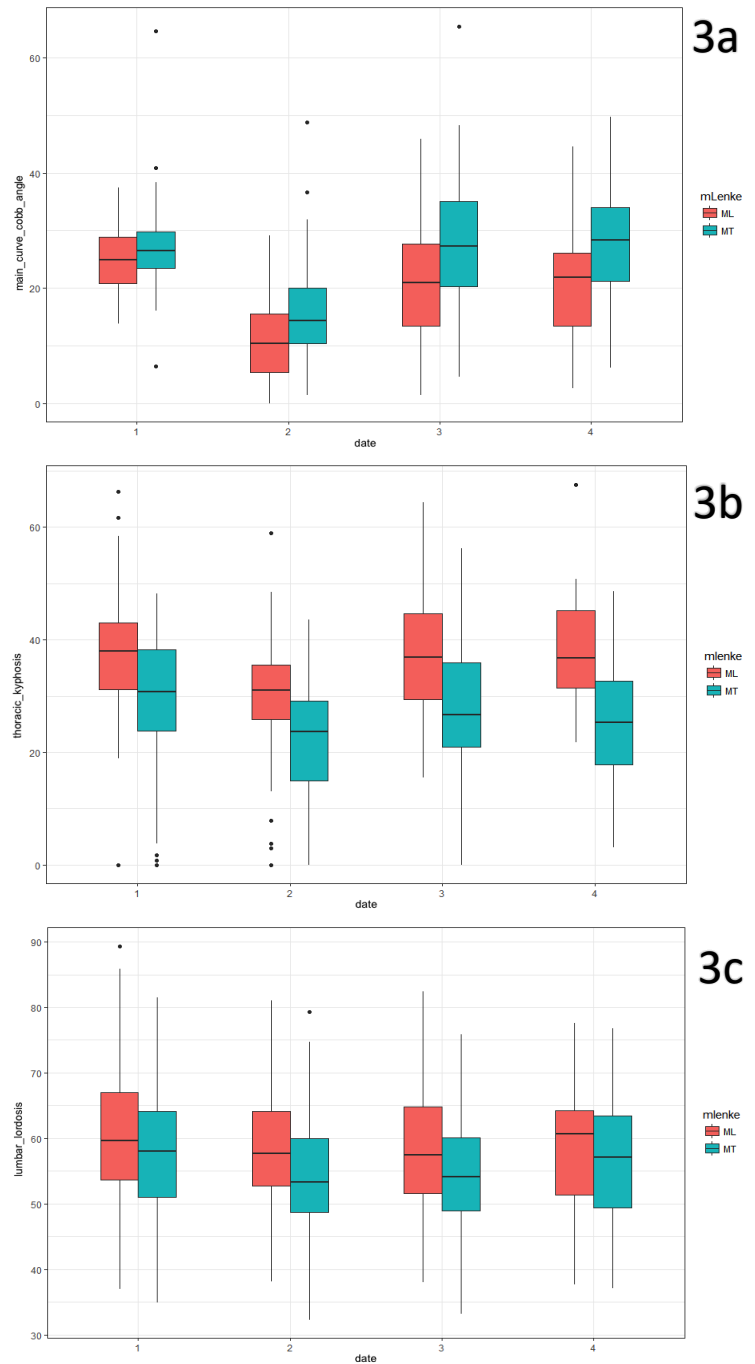 3a
60
40
20
0
main_curve_cobb_angle
1 2 3 4
date
mLenke
ML
MT
3b
60
40
20
0
thoracic_kyphosis
1 2 3 4
date
mlenke
ML
MT
3c
90
80
70
60
50
40
30
lumbar_lordosis
1 2 3 4
date
mlenke
ML
MT